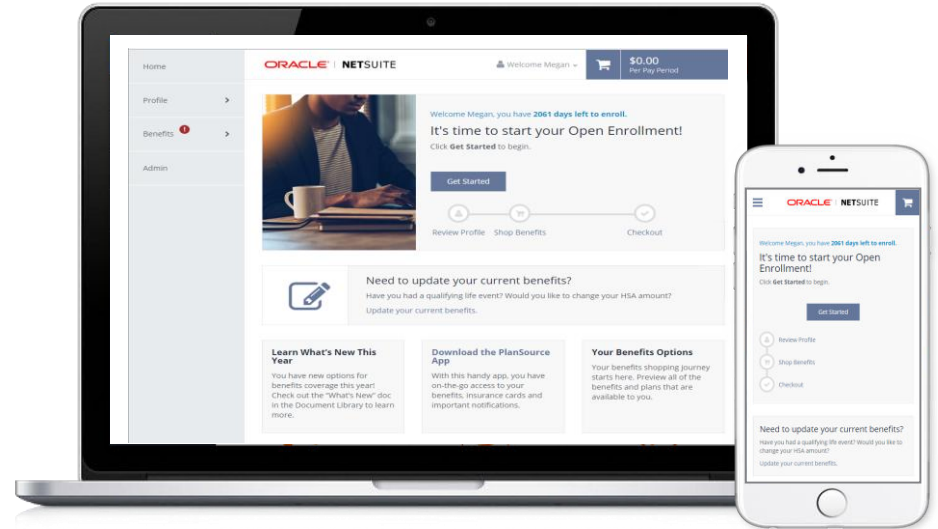 Home
Profile
Benefits !
Admin
ORACLE | NETSUITE
Welcome Megan
$0.00
Per Pay Period
Welcome Megan, you have 2061 days left to enroll.
It's time to start your Open Enrollment!
Click Get Started to begin.
Get Started
Review Profile Shop Benefits Checkout
Need to update your current benefits?
Have you had a qualifying life event? Would you like to change your HSA amount?
Update your current benefits.
Learn What's New This
Year
You have new options for
benefits coverage this year!
Check out the "What's New" doc
in the Document Library to learn
more.
Download the PlanSource
App
With this handy app, you have
on-the-go access to your
benefits, insurance cards and
important notifications.
Your Benefits Options
Your benefits shopping journey
starts here. Preview all of the
benefits and plans that are
available to you.
ORACLE | NETSUITE
Welcome Megan, you have 2061 days left to enroll.
It's time to start your Open
Enrollment!
Click Get Started to begin.
Get Started
Review Profile
Shop Benefits
Checkout
Need to update your current benefits?
Have you had a qualifying life event? Would you like to
change your HSA amount?
Update your current benefits.